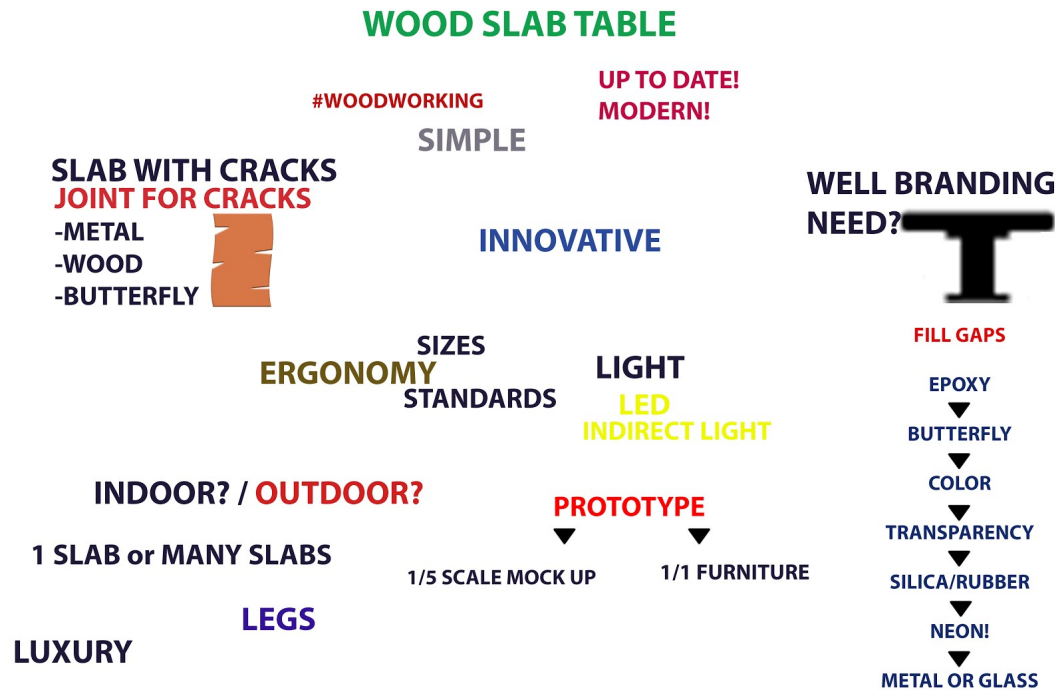 WOOD SLAB TABLE
#WOODWORKING
UP TO DATE!
MODERN!
SIMPLE
SLAB WITH CRACKS
JOINT FOR CRACKS
-METAL
-WOOD
-BUTTERFLY
INNOVATIVE
WELL BRANDING
NEED?
SIZES
ERGONOMY
STANDARDS
LIGHT
LED
INDIRECT LIGHT
FILL GAPS
EPOXY
BUTTERFLY
COLOR
TRANSPARENCY
SILICA/RUBBER
NEON!
METAL OR GLASS
INDOOR? / OUTDOOR?
1 SLAB or MANY SLABS
PROTOTYPE
1/5 SCALE MOCK UP
1/1 FURNITURE
LEGS
LUXURY